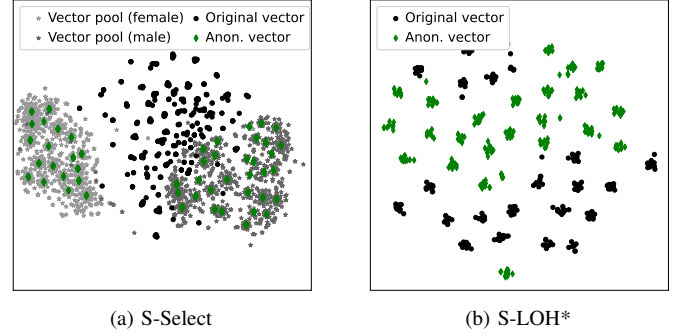 Vector pool (female) Original vector
Vector pool (male) Anon. vector
Original vector
Anon. vector
(a) S-Select
(b) S-LOH*